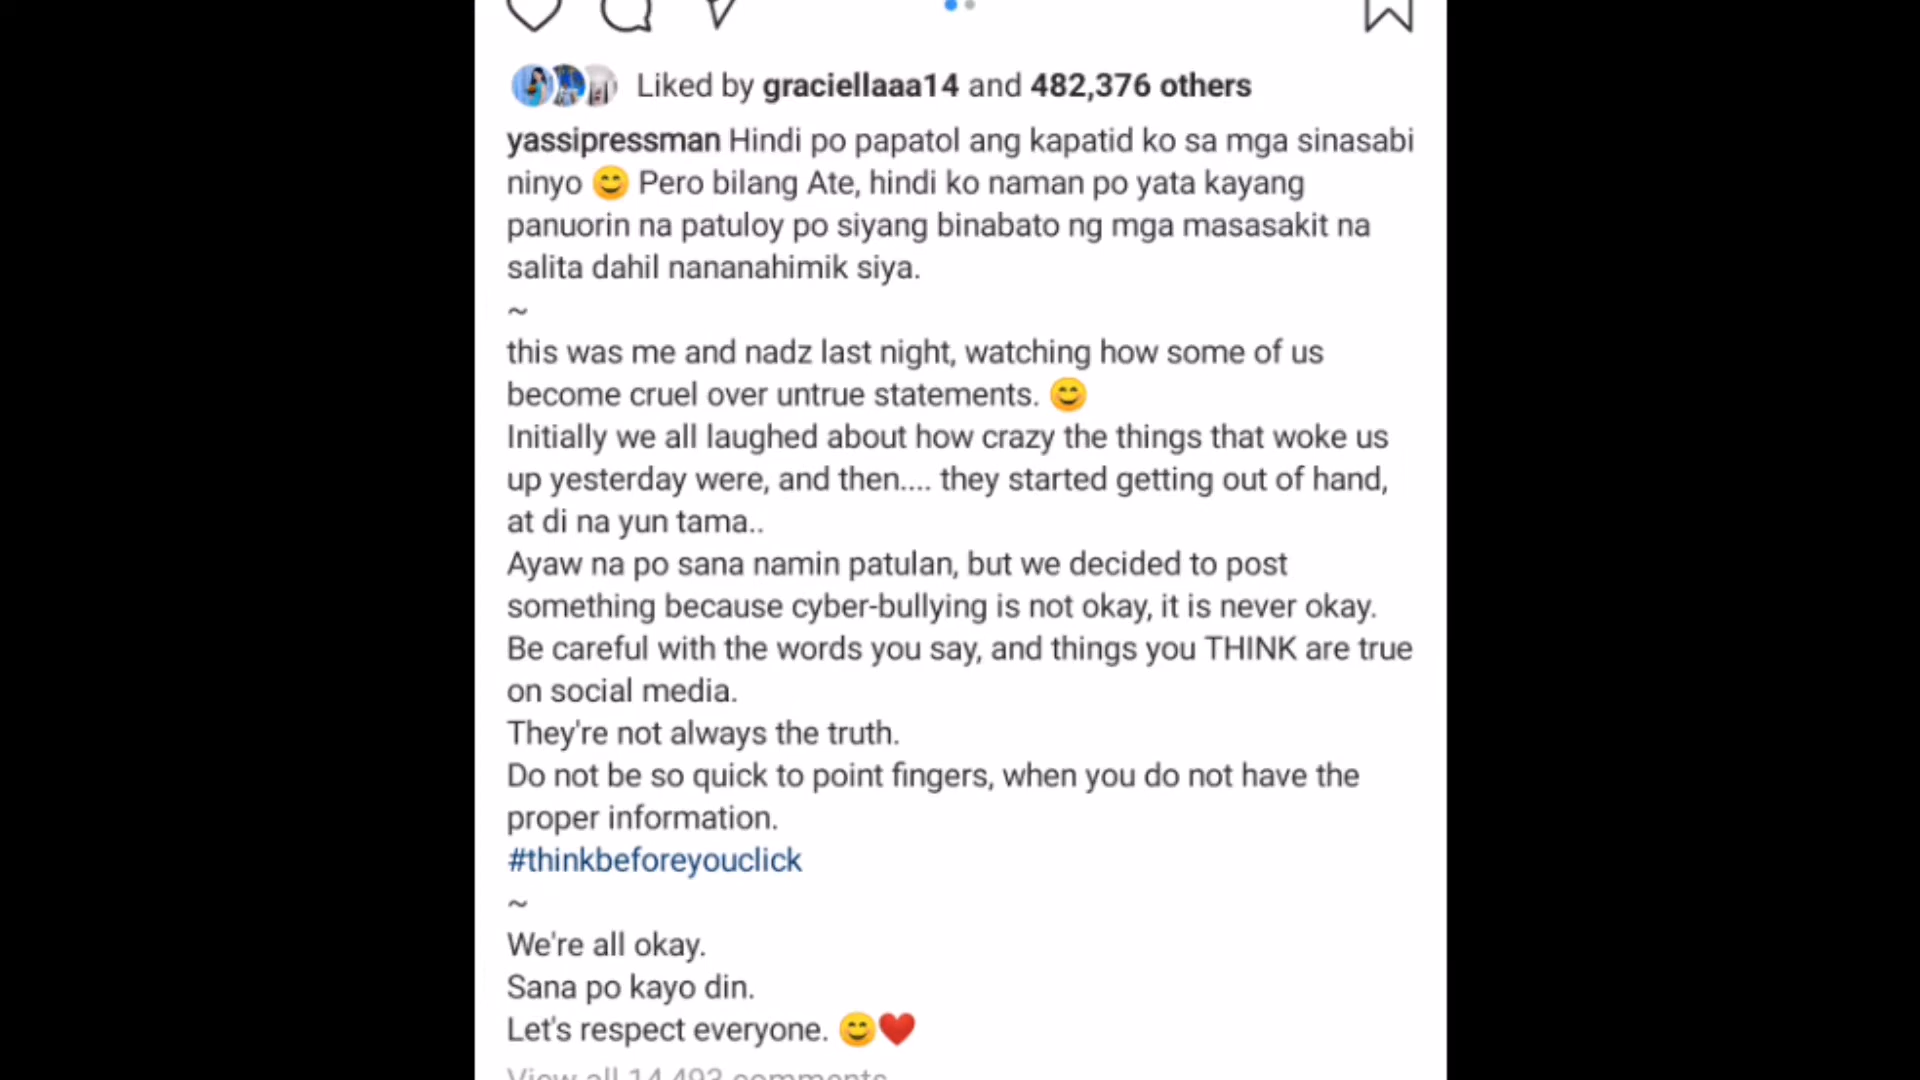 Liked by graciellaaa14 and 482,376 others
yassipressman Hindi po papatol ang kapatid ko sa mga sinasabi
ninyo 😊 Pero bilang Ate, hindi ko naman po yata kayang
panuorin na patuloy po siyang binabato ng mga masasakit na
salita dahil nananahimik siya.
~
this was me and nadz last night, watching how some of us
become cruel over untrue statements. 😊
Initially we all laughed about how crazy the things that woke us
up yesterday were, and then.... they started getting out of hand,
at di na yun tama..
Ayaw na po sana namin patulan, but we decided to post
something because cyber-bullying is not okay, it is never okay.
Be careful with the words you say, and things you THINK are true
on social media.
They're not always the truth.
Do not be so quick to point fingers, when you do not have the
proper information.
#thinkbeforeyouclick
~
We're all okay.
Sana po kayo din.
Let's respect everyone. 😊❤️
View all 14,493 comments